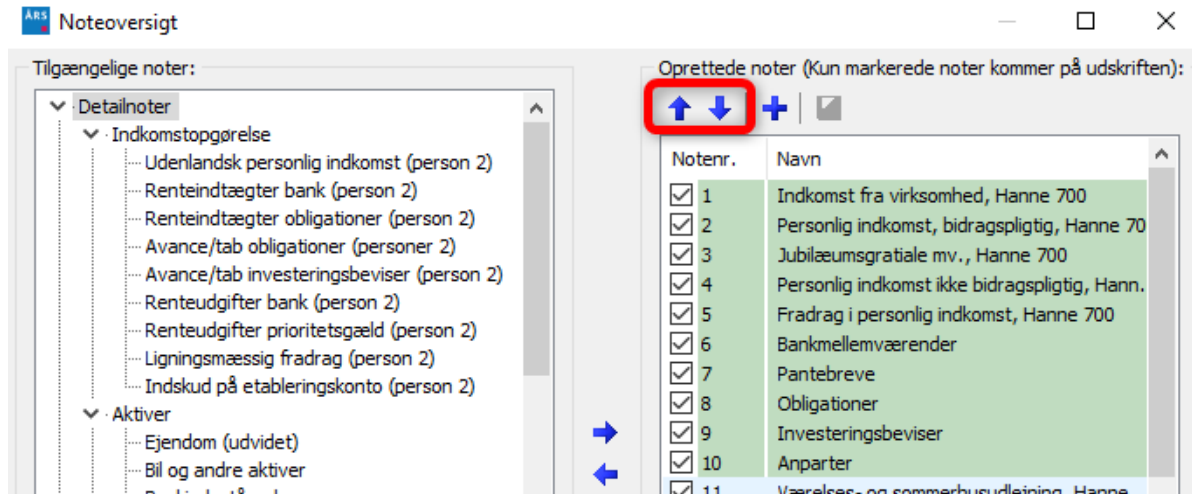 ÅRS
Noteoversigt
Tilgængelige noter:
Detailnoter
Indkomstopgørelse
Udenlandsk personlig indkomst (person 2)
Renteindtægter bank (person 2)
Renteindtægter obligationer (person 2)
Avance/tab obligationer (personer 2)
Avance/tab investeringsbeviser (person 2)
Renteudgifter bank (person 2)
Renteudgifter prioritetsgæld (person 2)
Ligningsmæssig fradrag (person 2)
Indskud på etableringskonto (person 2)
Aktiver
Ejendom (udvidet)
Bil og andre aktiver
Oprettede noter (Kun markerede noter kommer på udskriften):
Notenr. Navn
1 Indkomst fra virksomhed, Hanne 700
2 Personlig indkomst, bidragspligtig, Hanne 70
3 Jubilæumsgratiale mv., Hanne 700
4 Personlig indkomst ikke bidragspligtig, Hann.
5 Fradrag i personlig indkomst, Hanne 700
6 Bankmellemværender
7 Pantebreve
8 Obligationer
9 Investeringsbeviser
10 Anparter
11 Værelses- og sommerhusudlejning, Hanne